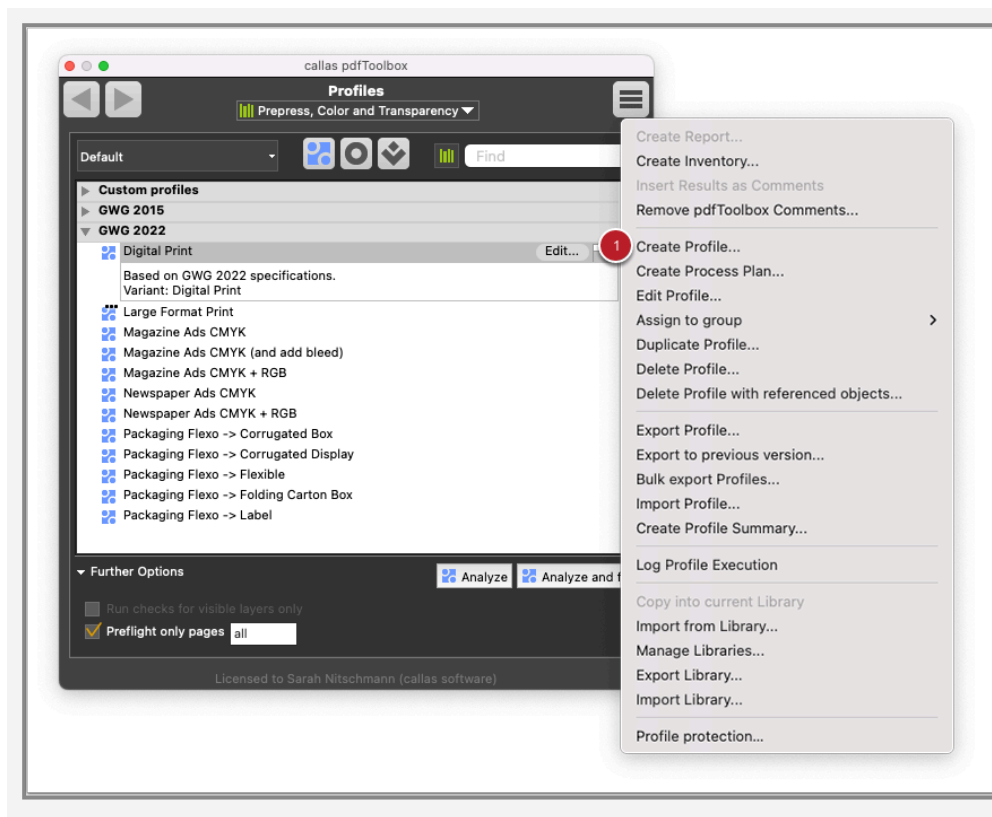 callas pdfToolbox
Profiles
Prepress, Color and Transparency
Default
Find
Custom profiles
GWG 2015
GWG 2022
Digital Print
Edit...
Based on GWG 2022 specifications.
Variant: Digital Print
Large Format Print
Magazine Ads CMYK
Magazine Ads CMYK (and add bleed)
Magazine Ads CMYK + RGB
Newspaper Ads CMYK
Newspaper Ads CMYK + RGB
Packaging Flexo -> Corrugated Box
Packaging Flexo -> Corrugated Display
Packaging Flexo -> Flexible
Packaging Flexo -> Folding Carton Box
Packaging Flexo -> Label
Further Options
Analyze
Analyze and f
Run checks for visible layers only
Preflight only pages all
Licensed to Sarah Nitschmann (callas software)
Create Report...
Create Inventory...
Insert Results as Comments
Remove pdfToolbox Comments...
1
Create Profile...
Create Process Plan...
Edit Profile...
Assign to group
Duplicate Profile...
Delete Profile...
Delete Profile with referenced objects...
Export Profile...
Export to previous version...
Bulk export Profiles...
Import Profile...
Create Profile Summary...
Log Profile Execution
Copy into current Library
Import from Library...
Manage Libraries...
Export Library...
Import Library...
Profile protection...